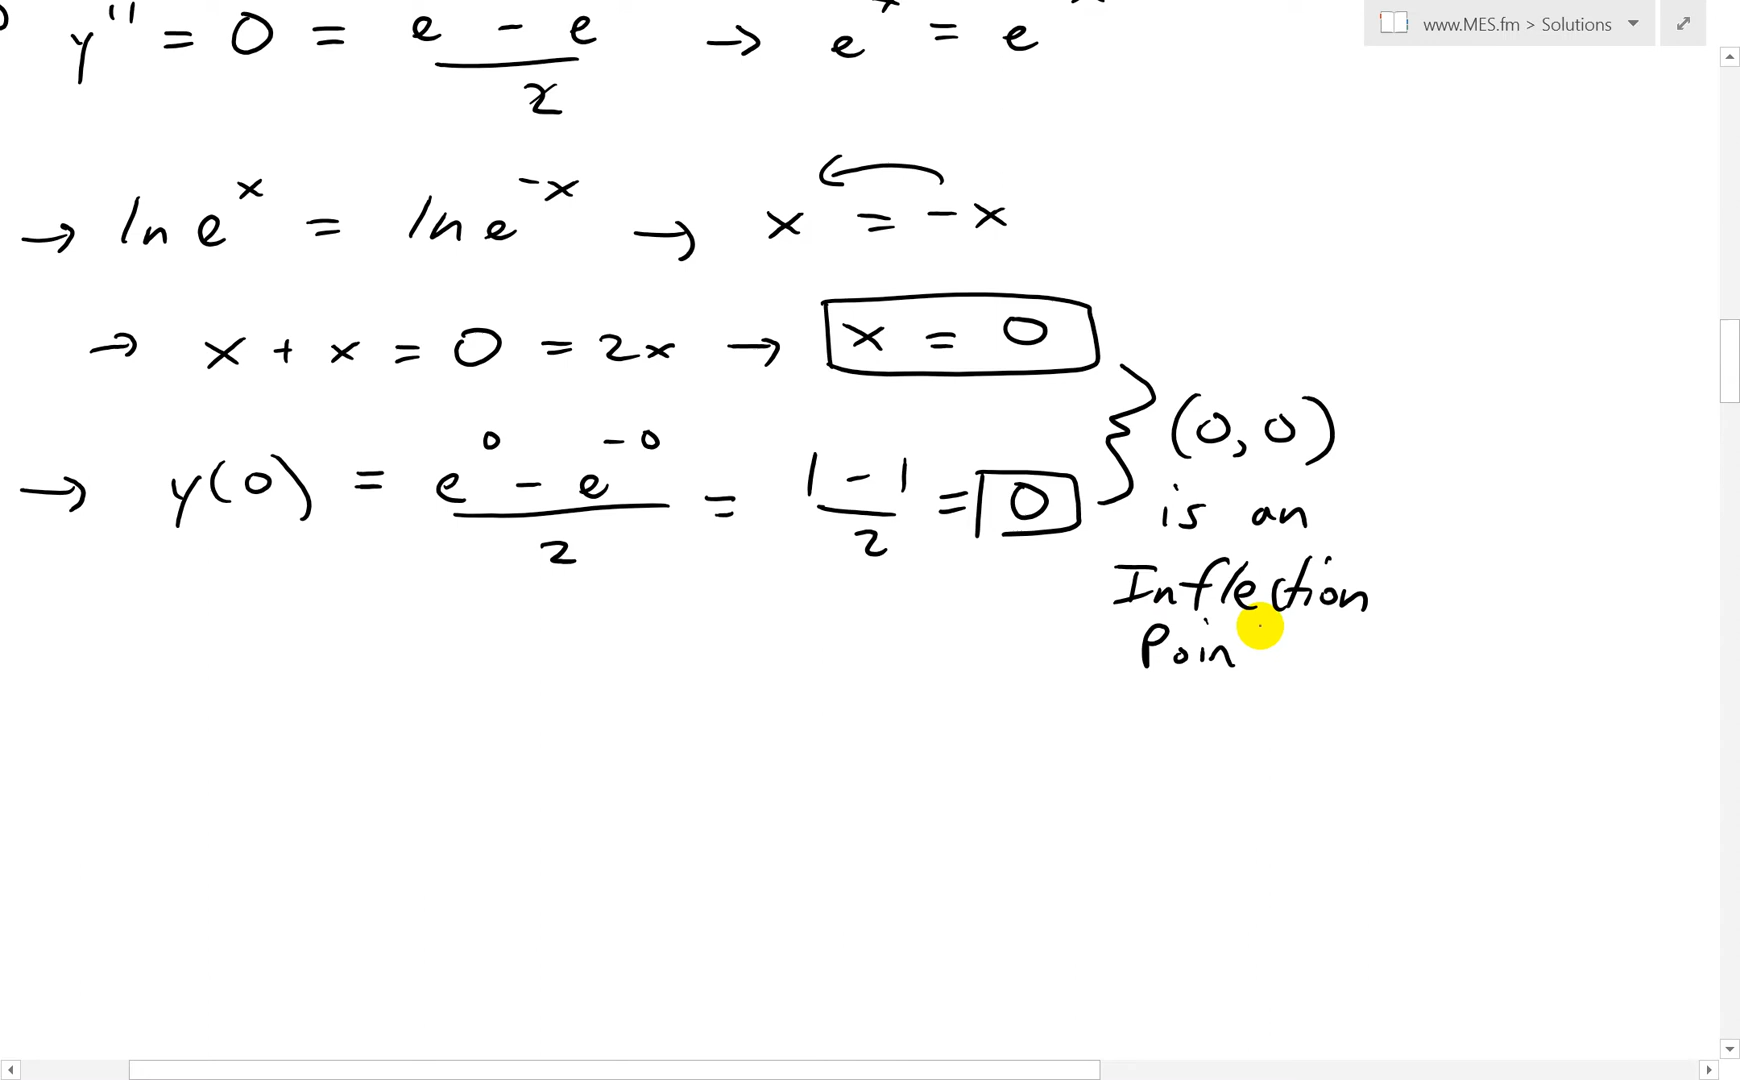 www.MES.fm > Solutions
y'' = 0 = e - e / 2 → e^x = e^-x
→ ln e^x = ln e^-x → x = - x
→ x + x = 0 = 2x → x = 0
→ y(0) = e^0 - e^-0 / 2 = 1 - 1 / 2 = 0
(0,0)
is an
Inflection
Poin